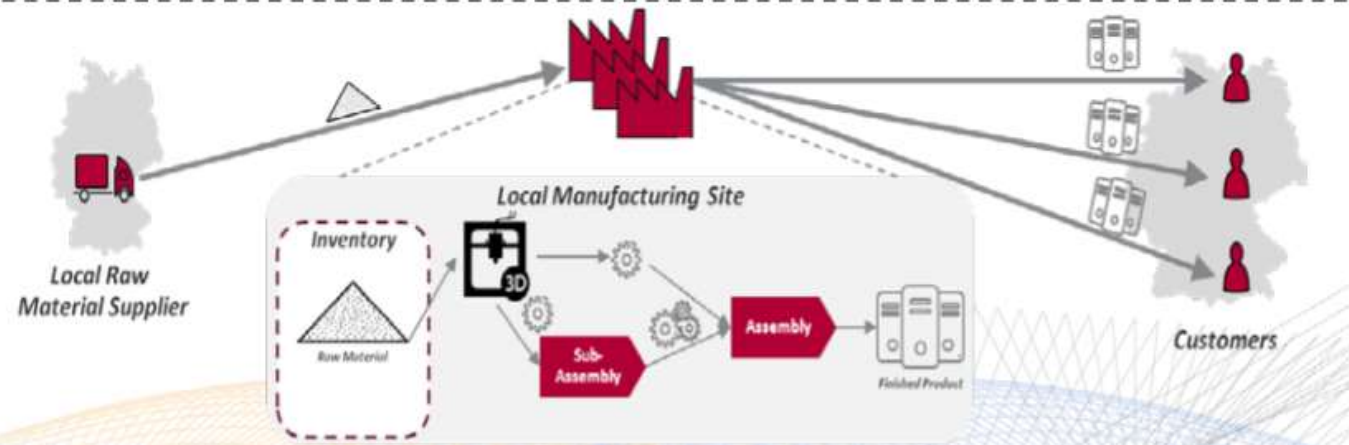 Local Manufacturing Site
Inventory
3D
Local Raw
Material Supplier
Raw Material
Sub-
Assembly
Assembly
Finished Product
Customers